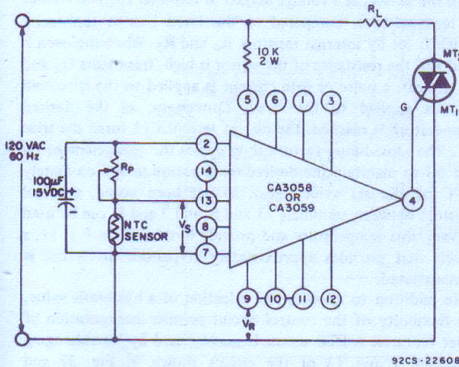 RL
10 K
2 W
MT2
G
MT1
5
6
1
3
120 VAC
60 Hz
2
RP
14
100μF
15VDC
+
13
NTC
SENSOR
VS
8
7
CA3058
OR
CA3059
4
9
10
11
12
VR
92CS-22608